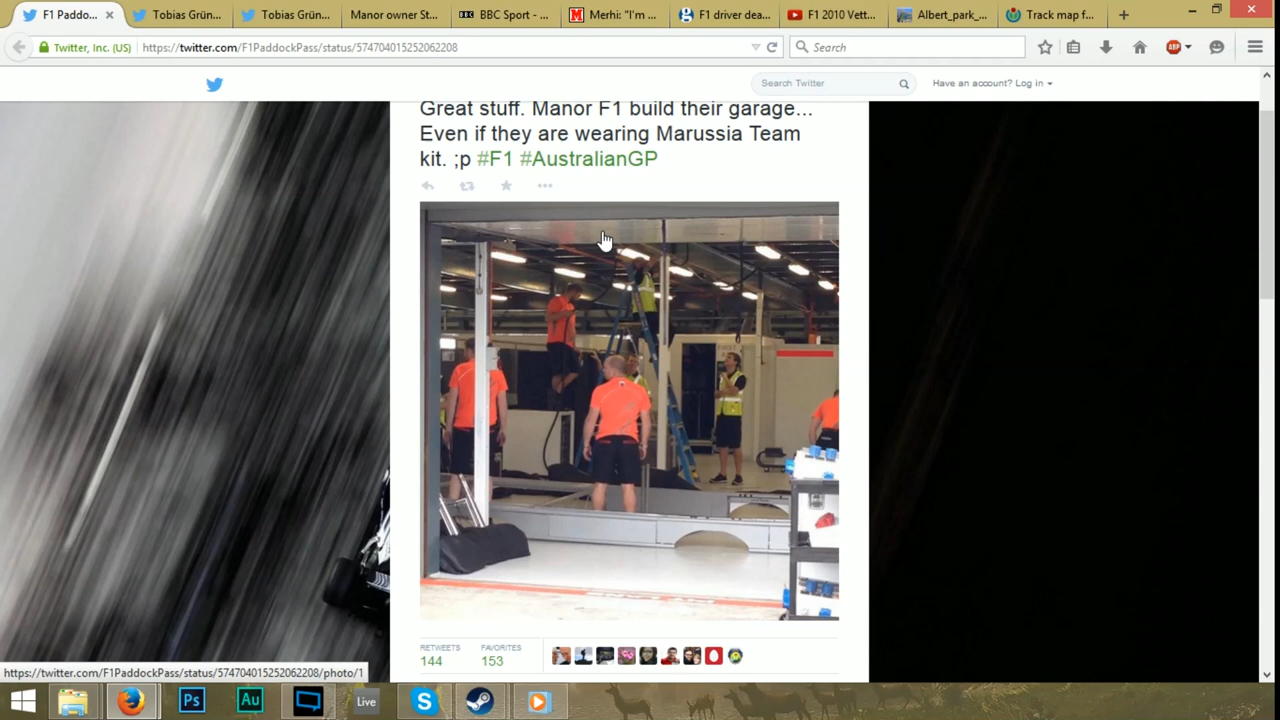 F1 Paddo...
Tobias Grün...
Tobias Grün...
Manor owner St...
BBC Sport - ...
Merhi: "I'm ...
F1 driver dea...
F1 2010 Vett...
Albert_park_...
Track map f...
Twitter, Inc. (US)
https://twitter.com/F1PaddockPass/status/574704015252062208
Search
ABP
Search Twitter
Have an account? Log in
Great stuff. Manor F1 build their garage...
Even if they are wearing Marussia Team
kit. ;p #F1 #AustralianGP
RETWEETS
FAVORITES
144
153
https://twitter.com/F1PaddockPass/status/574704015252062208/photo/1
Ps
Au
Live